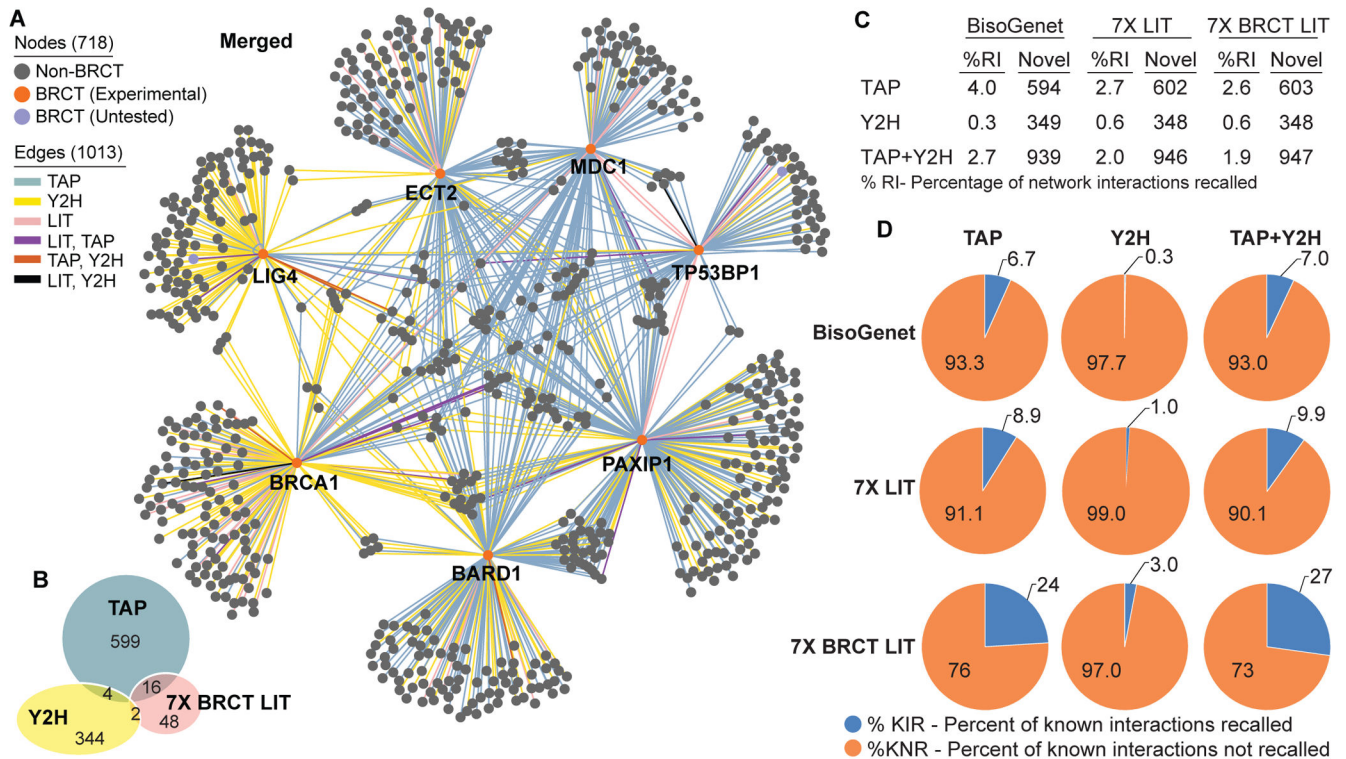 A
Merged
Nodes (718)
Non-BRCT
BRCT (Experimental)
BRCT (Untested)
Edges (1013)
TAP
Y2H
LIT
LIT, TAP
TAP, Y2H
LIT, Y2H
ECT2
MDC1
LIG4
TP53BP1
BRCA1
PAXIP1
BARD1
B
TAP
599
4
16
7X BRCT LIT
Y2H
2
48
344
C
BisoGenet 7X LIT 7X BRCT LIT
%RI Novel %RI Novel %RI Novel
TAP 4.0 594 2.7 602 2.6 603
Y2H 0.3 349 0.6 348 0.6 348
TAP+Y2H 2.7 939 2.0 946 1.9 947
% RI- Percentage of network interactions recalled
D
TAP Y2H TAP+Y2H
6.7 0.3 7.0
BisoGenet
93.3 97.7 93.0
8.9 1.0 9.9
7X LIT
91.1 99.0 90.1
24 3.0 27
7X BRCT LIT
76 97.0 73
% KIR - Percent of known interactions recalled
%KNR - Percent of known interactions not recalled